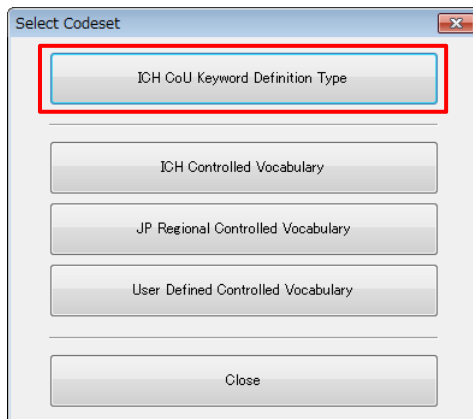 Select Codeset
ICH CoU Keyword Definition Type
ICH Controlled Vocabulary
JP Regional Controlled Vocabulary
User Defined Controlled Vocabulary
Close